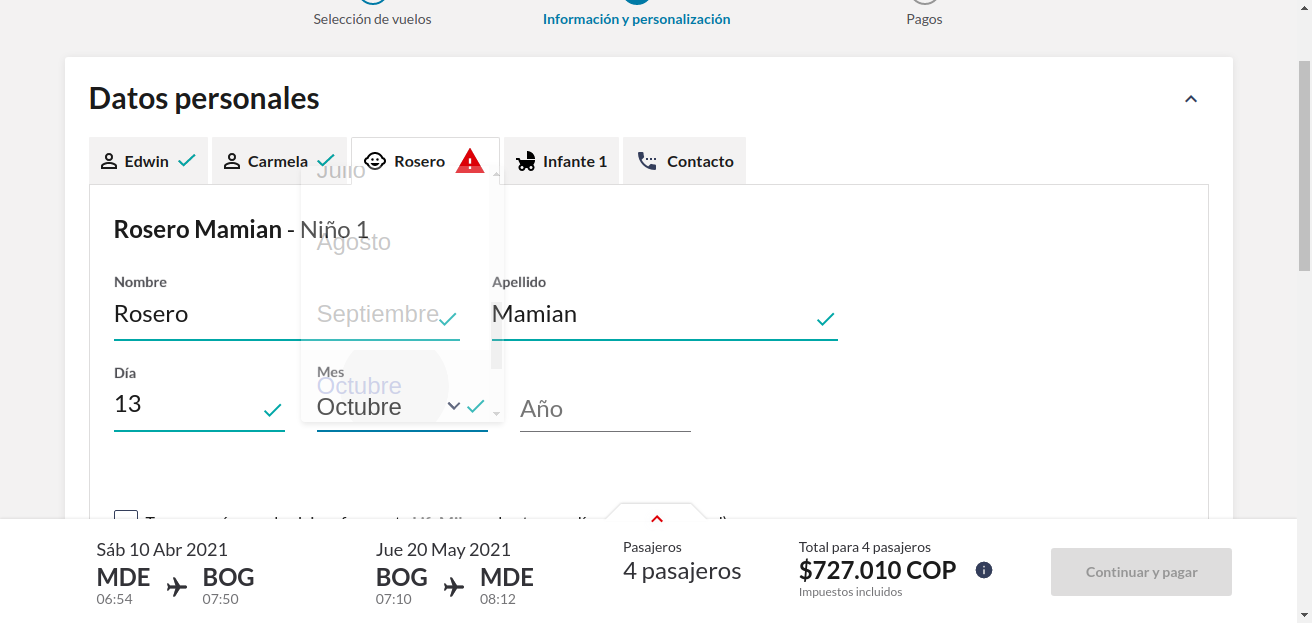 Selección de vuelos
Información y personalización
Pagos
Datos personales
Edwin
Carmela
Rosero
Infante 1
Contacto
Julio
Rosero Mamian - Niño 1
Agosto
Nombre
Apellido
Rosero
Septiembre
Mamian
Día
Mes
Octubre
13
Octubre
Año
Sáb 10 Abr 2021
Jue 20 May 2021
Pasajeros
Total para 4 pasajeros
MDE
BOG
BOG
MDE
4 pasajeros
$727.010 COP
Continuar y pagar
06:54
07:50
07:10
08:12
Impuestos incluidos